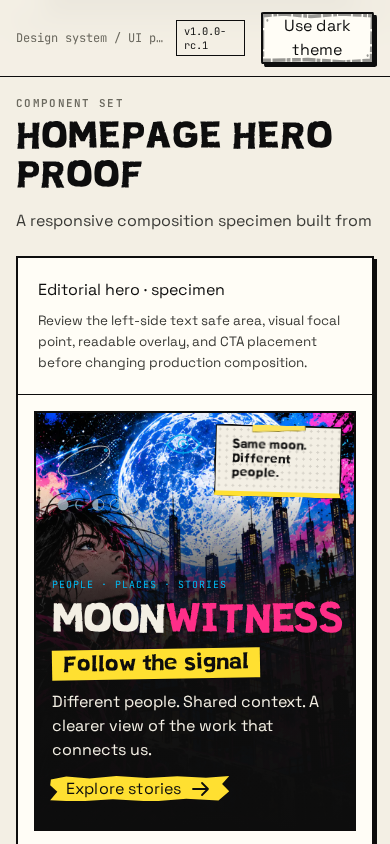 Design system / UI p…
v1.0.0-
rc.1
Use dark
theme
COMPONENT SET
HOMEPAGE HERO
PROOF
A responsive composition specimen built from
Editorial hero · specimen
Review the left-side text safe area, visual focal
point, readable overlay, and CTA placement
before changing production composition.
Same moon.
Different
people.
PEOPLE · PLACES · STORIES
MOONWITNESS
Follow the signal
Different people. Shared context. A
clearer view of the work that
connects us.
Explore stories →